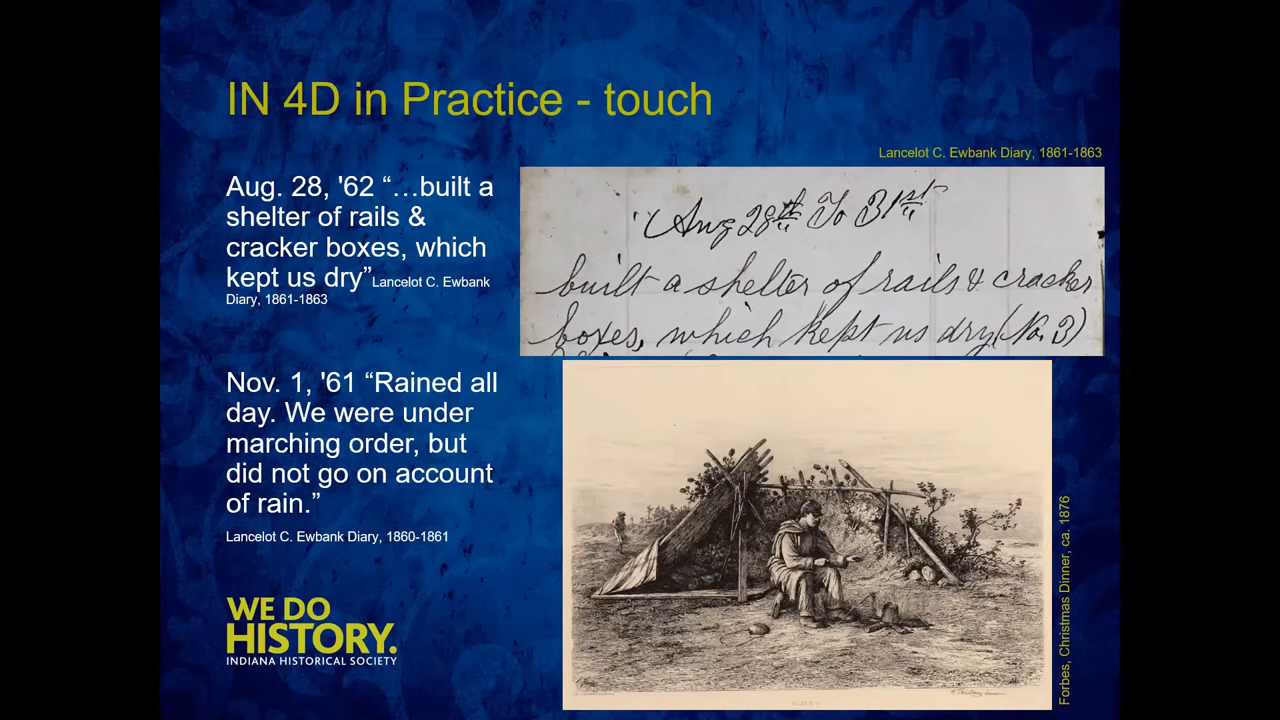 IN 4D in Practice - touch
Lancelot C. Ewbank Diary, 1861-1863
Aug. 28, '62 “…built a
shelter of rails &
cracker boxes, which
kept us dry”Lancelot C. Ewbank
Diary, 1861-1863
Nov. 1, '61 “Rained all
day. We were under
marching order, but
did not go on account
of rain.”
Lancelot C. Ewbank Diary, 1860-1861
WE DO
HISTORY.
INDIANA HISTORICAL SOCIETY
Aug 28th To 31st
built a shelter of rails & cracker
boxes, which kept us dry (No. 3)
Forbes, Christmas Dinner, ca. 1876